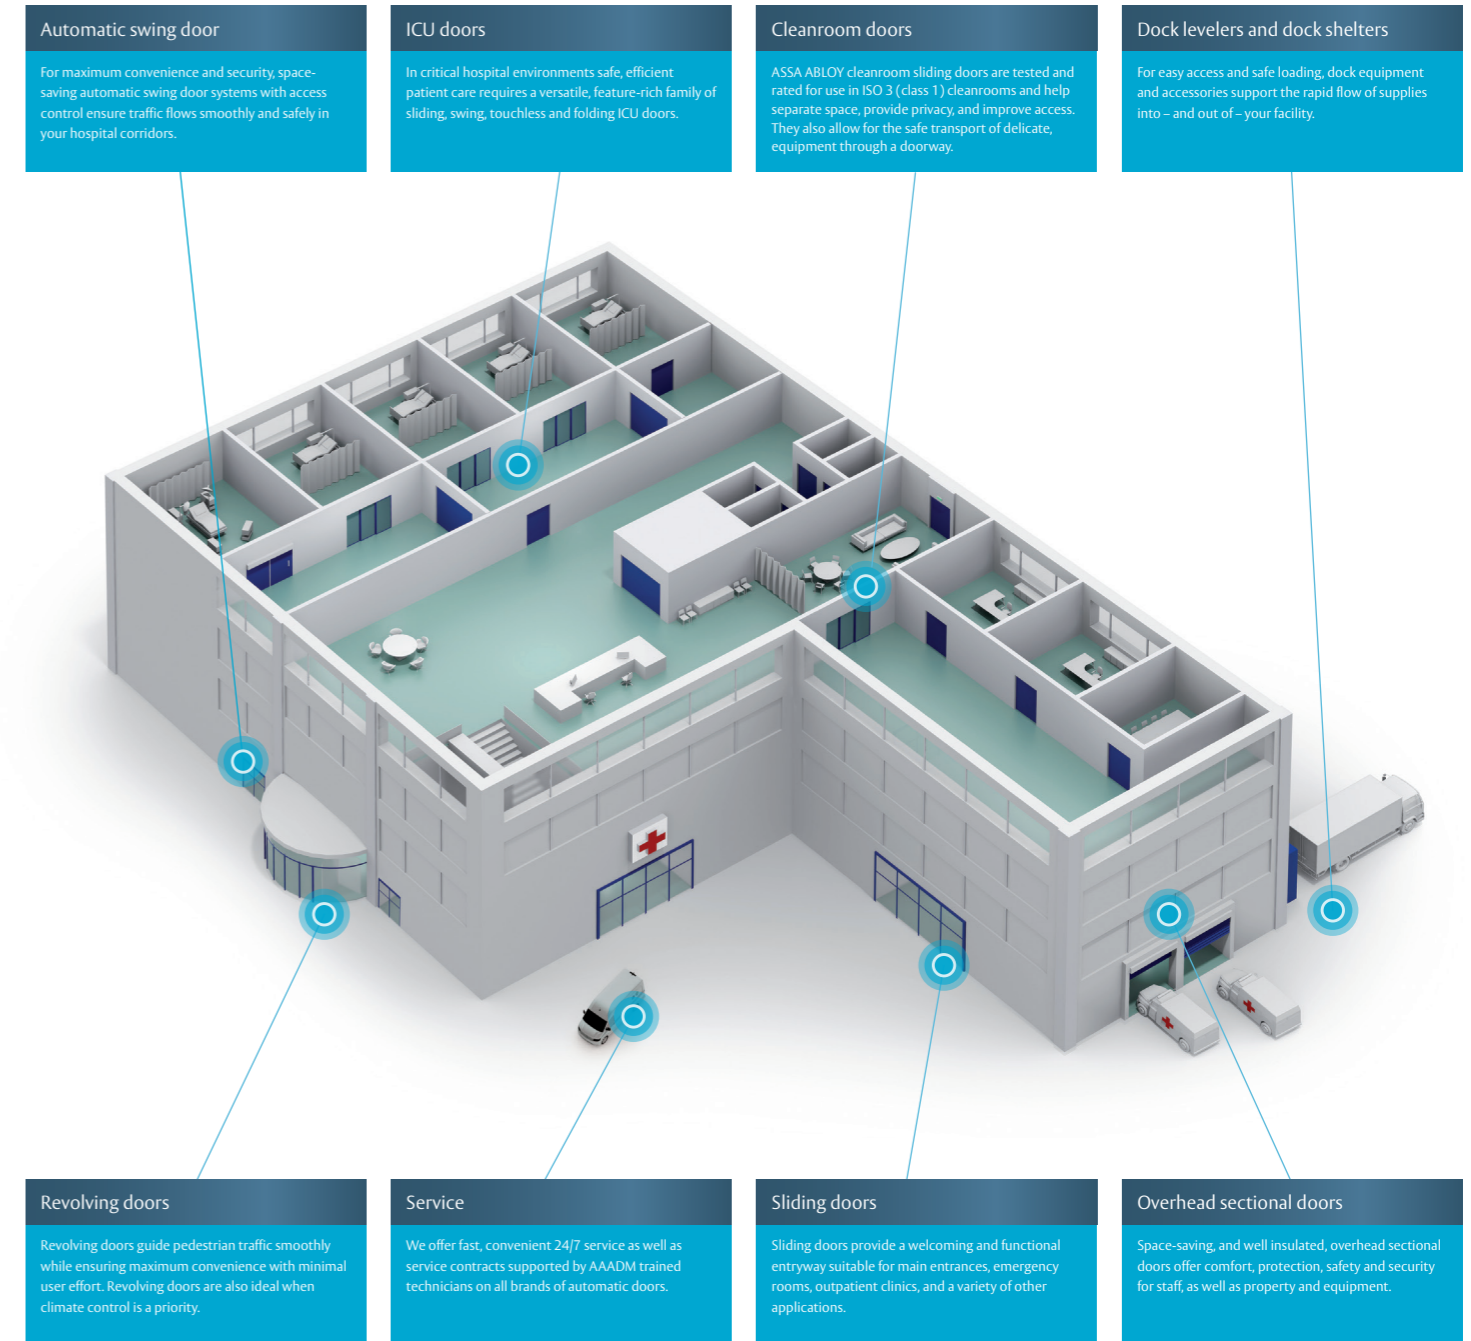 Automatic swing door
For maximum convenience and security, space-
saving automatic swing door systems with access
control ensure traffic flows smoothly and safely in
your hospital corridors.
ICU doors
In critical hospital environments safe, efficient
patient care requires a versatile, feature-rich family of
sliding, swing, touchless and folding ICU doors.
Cleanroom doors
ASSA ABLOY cleanroom sliding doors are tested and
rated for use in ISO 3 (class 1) cleanrooms and help
separate space, provide privacy, and improve access.
They also allow for the safe transport of delicate,
equipment through a doorway.
Dock levelers and dock shelters
For easy access and safe loading, dock equipment
and accessories support the rapid flow of supplies
into – and out of – your facility.
Revolving doors
Revolving doors guide pedestrian traffic smoothly
while ensuring maximum convenience with minimal
user effort. Revolving doors are also ideal when
climate control is a priority.
Service
We offer fast, convenient 24/7 service as well as
service contracts supported by AAADM trained
technicians on all brands of automatic doors.
Sliding doors
Sliding doors provide a welcoming and functional
entryway suitable for main entrances, emergency
rooms, outpatient clinics, and a variety of other
applications.
Overhead sectional doors
Space-saving, and well insulated, overhead sectional
doors offer comfort, protection, safety and security
for staff, as well as property and equipment.